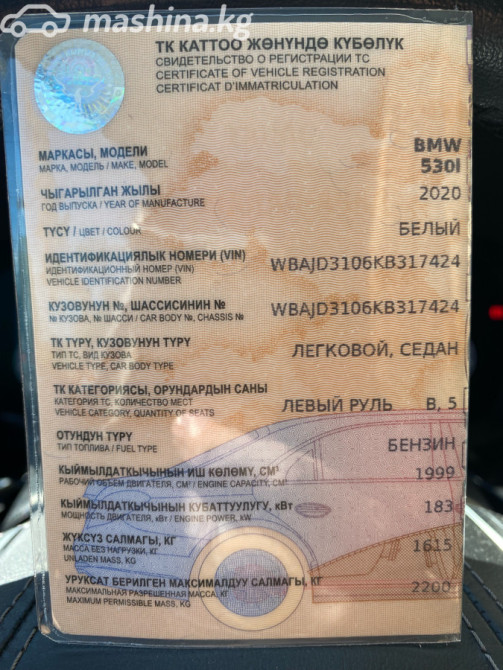 mashina.kg
ТК КАТТОО ЖӨНҮНДӨ КҮБӨЛҮК
СВИДЕТЕЛЬСТВО О РЕГИСТРАЦИИ ТС
CERTIFICATE OF VEHICLE REGISTRATION
CERTIFICAT D'IMMATRICULATION
МАРКАСЫ, МОДЕЛИ
МАРКА, МОДЕЛЬ / MAKE, MODEL
BMW
530I
ЧЫГАРЫЛГАН ЖЫЛЫ
ГОД ВЫПУСКА / YEAR OF MANUFACTURE
2020
ТҮСҮ / ЦВЕТ / COLOUR
БЕЛЫЙ
ИДЕНТИФИКАЦИЯЛЫК НОМЕРИ (VIN)
ИДЕНТИФИКАЦИОННЫЙ НОМЕР (VIN)
VEHICLE IDENTIFICATION NUMBER
WBAJD3106KB317424
КУЗОВУНУН №, ШАССИСИНИН №
№ КУЗОВА, № ШАССИ / CAR BODY №, CHASSIS №
WBAJD3106KB317424
ТК ТҮРҮ, КУЗОВУНУН ТҮРҮ
ТИП ТС, ВИД КУЗОВА
VEHICLE TYPE, CAR BODY TYPE
ЛЕГКОВОЙ, СЕДАН
ТК КАТЕГОРИЯСЫ, ОРУНДАРДЫН САНЫ
КАТЕГОРИЯ ТС, КОЛИЧЕСТВО МЕСТ
VEHICLE CATEGORY, QUANTITY OF SEATS
ЛЕВЫЙ РУЛЬ B, 5
ОТУНДУН ТҮРҮ
ТИП ТОПЛИВА / FUEL TYPE
БЕНЗИН
КЫЙМЫЛДАТКЫЧЫНЫН ИШ КӨЛӨМҮ, СМ³
РАБОЧИЙ ОБЪЕМ ДВИГАТЕЛЯ, СМ³ / ENGINE CAPACITY, CM³
1999
КЫЙМЫЛДАТКЫЧЫНЫН КУБАТТУУЛУГУ, кВт
МОЩНОСТЬ ДВИГАТЕЛЯ, кВт / ENGINE POWER, kW
183
ЖҮКСҮЗ САЛМАГЫ, КГ
МАССА БЕЗ НАГРУЗКИ, КГ
UNLADEN MASS, KG
1615
УРУКСАТ БЕРИЛГЕН МАКСИМАЛДУУ САЛМАГЫ, КГ
МАКСИМАЛЬНАЯ РАЗРЕШЕННАЯ МАССА, КГ
MAXIMUM PERMISSIBLE MASS, KG
2200